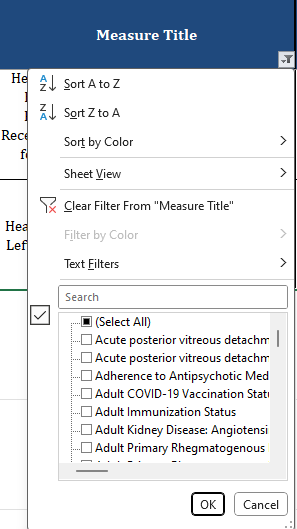 Measure Title
He
Rece
fo
Hea
Left
Sort A to Z
Sort Z to A
Sort by Color
Sheet View
Clear Filter From "Measure Title"
Filter by Color
Text Filters
Search
(Select All)
Acute posterior vitreous detachm
Acute posterior vitreous detachm
Adherence to Antipsychotic Med
Adult COVID-19 Vaccination Statu
Adult Immunization Status
Adult Kidney Disease: Angiotensi
Adult Primary Rhegmatogenous
OK
Cancel